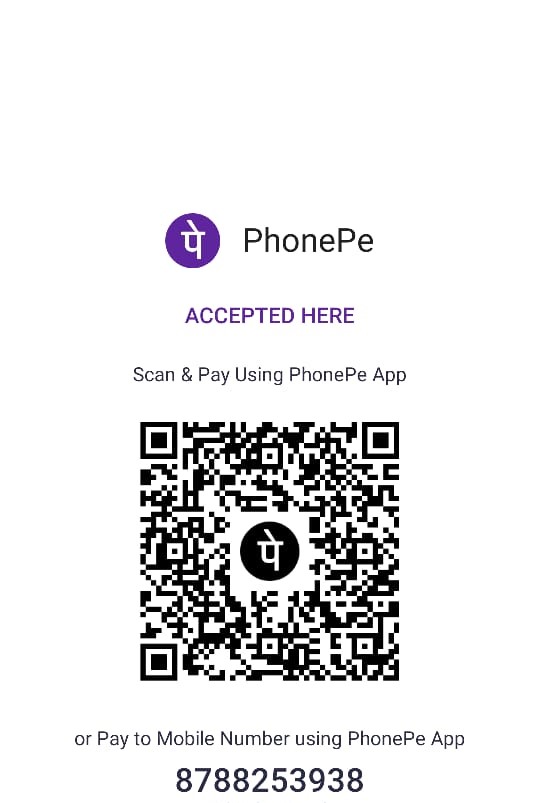 पे PhonePe
ACCEPTED HERE
Scan & Pay Using PhonePe App
पे
or Pay to Mobile Number using PhonePe App
8788253938